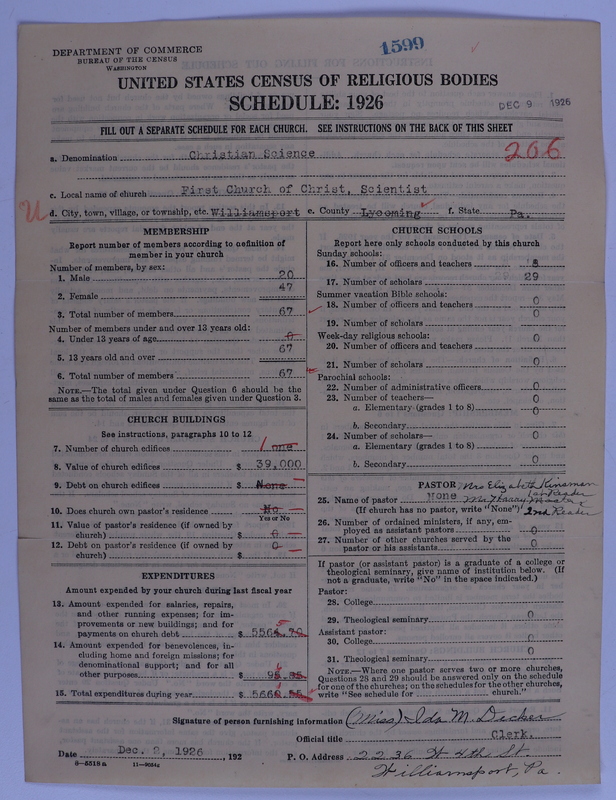 DEPARTMENT OF COMMERCE
BUREAU OF THE CENSUS
WASHINGTON
1599
UNITED STATES CENSUS OF RELIGIOUS BODIES
SCHEDULE: 1926
DEC 9 1926
FILL OUT A SEPARATE SCHEDULE FOR EACH CHURCH. SEE INSTRUCTIONS ON THE BACK OF THIS SHEET
a. Denomination Christian Science 206
c. Local name of church First Church of Christ, Scientist
d. City, town, village, or township, etc. Williamsport e. County Lycoming f. State Pa.
MEMBERSHIP
Report number of members according to definition of
member in your church
Number of members, by sex:
1. Male 20
2. Female 47
3. Total number of members 67
Number of members under and over 13 years old:
4. Under 13 years of age 0
5. 13 years old and over 67
6. Total number of members 67
NOTE.—The total given under Question 6 should be the
same as the total of males and females given under Question 3.
CHURCH BUILDINGS
See instructions, paragraphs 10 to 12
7. Number of church edifices 1 one
8. Value of church edifices $ 39,000
9. Debt on church edifices $ None
10. Does church own pastor's residence No
Yes or No
11. Value of pastor's residence (if owned by
church) $ 0
12. Debt on pastor's residence (if owned by
church) $ 0
EXPENDITURES
Amount expended by your church during last fiscal year
13. Amount expended for salaries, repairs,
and other running expenses; for im-
provements or new buildings; and for
payments on church debt $
14. Amount expended for benevolences, in-
cluding home and foreign missions; for
denominational support; and for all
other purposes $
15. Total expenditures during year $
CHURCH SCHOOLS
Report here only schools conducted by this church
Sunday schools:
16. Number of officers and teachers
17. Number of scholars 29
Summer vacation Bible schools:
18. Number of officers and teachers 0
19. Number of scholars 0
Week-day religious schools:
20. Number of officers and teachers 0
21. Number of scholars 0
Parochial schools:
22. Number of administrative officers 0
23. Number of teachers—
a. Elementary (grades 1 to 8) 0
b. Secondary 0
24. Number of scholars—
a. Elementary (grades 1 to 8) 0
b. Secondary 0
PASTOR Mrs Elizabeth Kinsman
1st Reader
25. Name of pastor None Mr Harry
(If church has no pastor, write "None") 2nd Reader
26. Number of ordained ministers, if any, em-
ployed as assistant pastors 0
27. Number of other churches served by the
pastor or his assistants 0
If pastor (or assistant pastor) is a graduate of a college or
theological seminary, give name of institution below. (If
not a graduate, write "No" in the space indicated.)
Pastor:
28. College
29. Theological seminary 0
Assistant pastor:
30. College 0
31. Theological seminary 0
NOTE.—Where one pastor serves two or more churches,
Questions 28 and 29 should be answered only on the schedule
for one of the churches; on the schedules for the other churches,
write "See schedule for church."
Signature of person furnishing information (Miss) Ida M. Decker
Official title Clerk.
Date Dec. 2, 1926, 192 P. O. Address 2236 W 4th St.
8-5518a 11-9034g Williamsport, Pa.